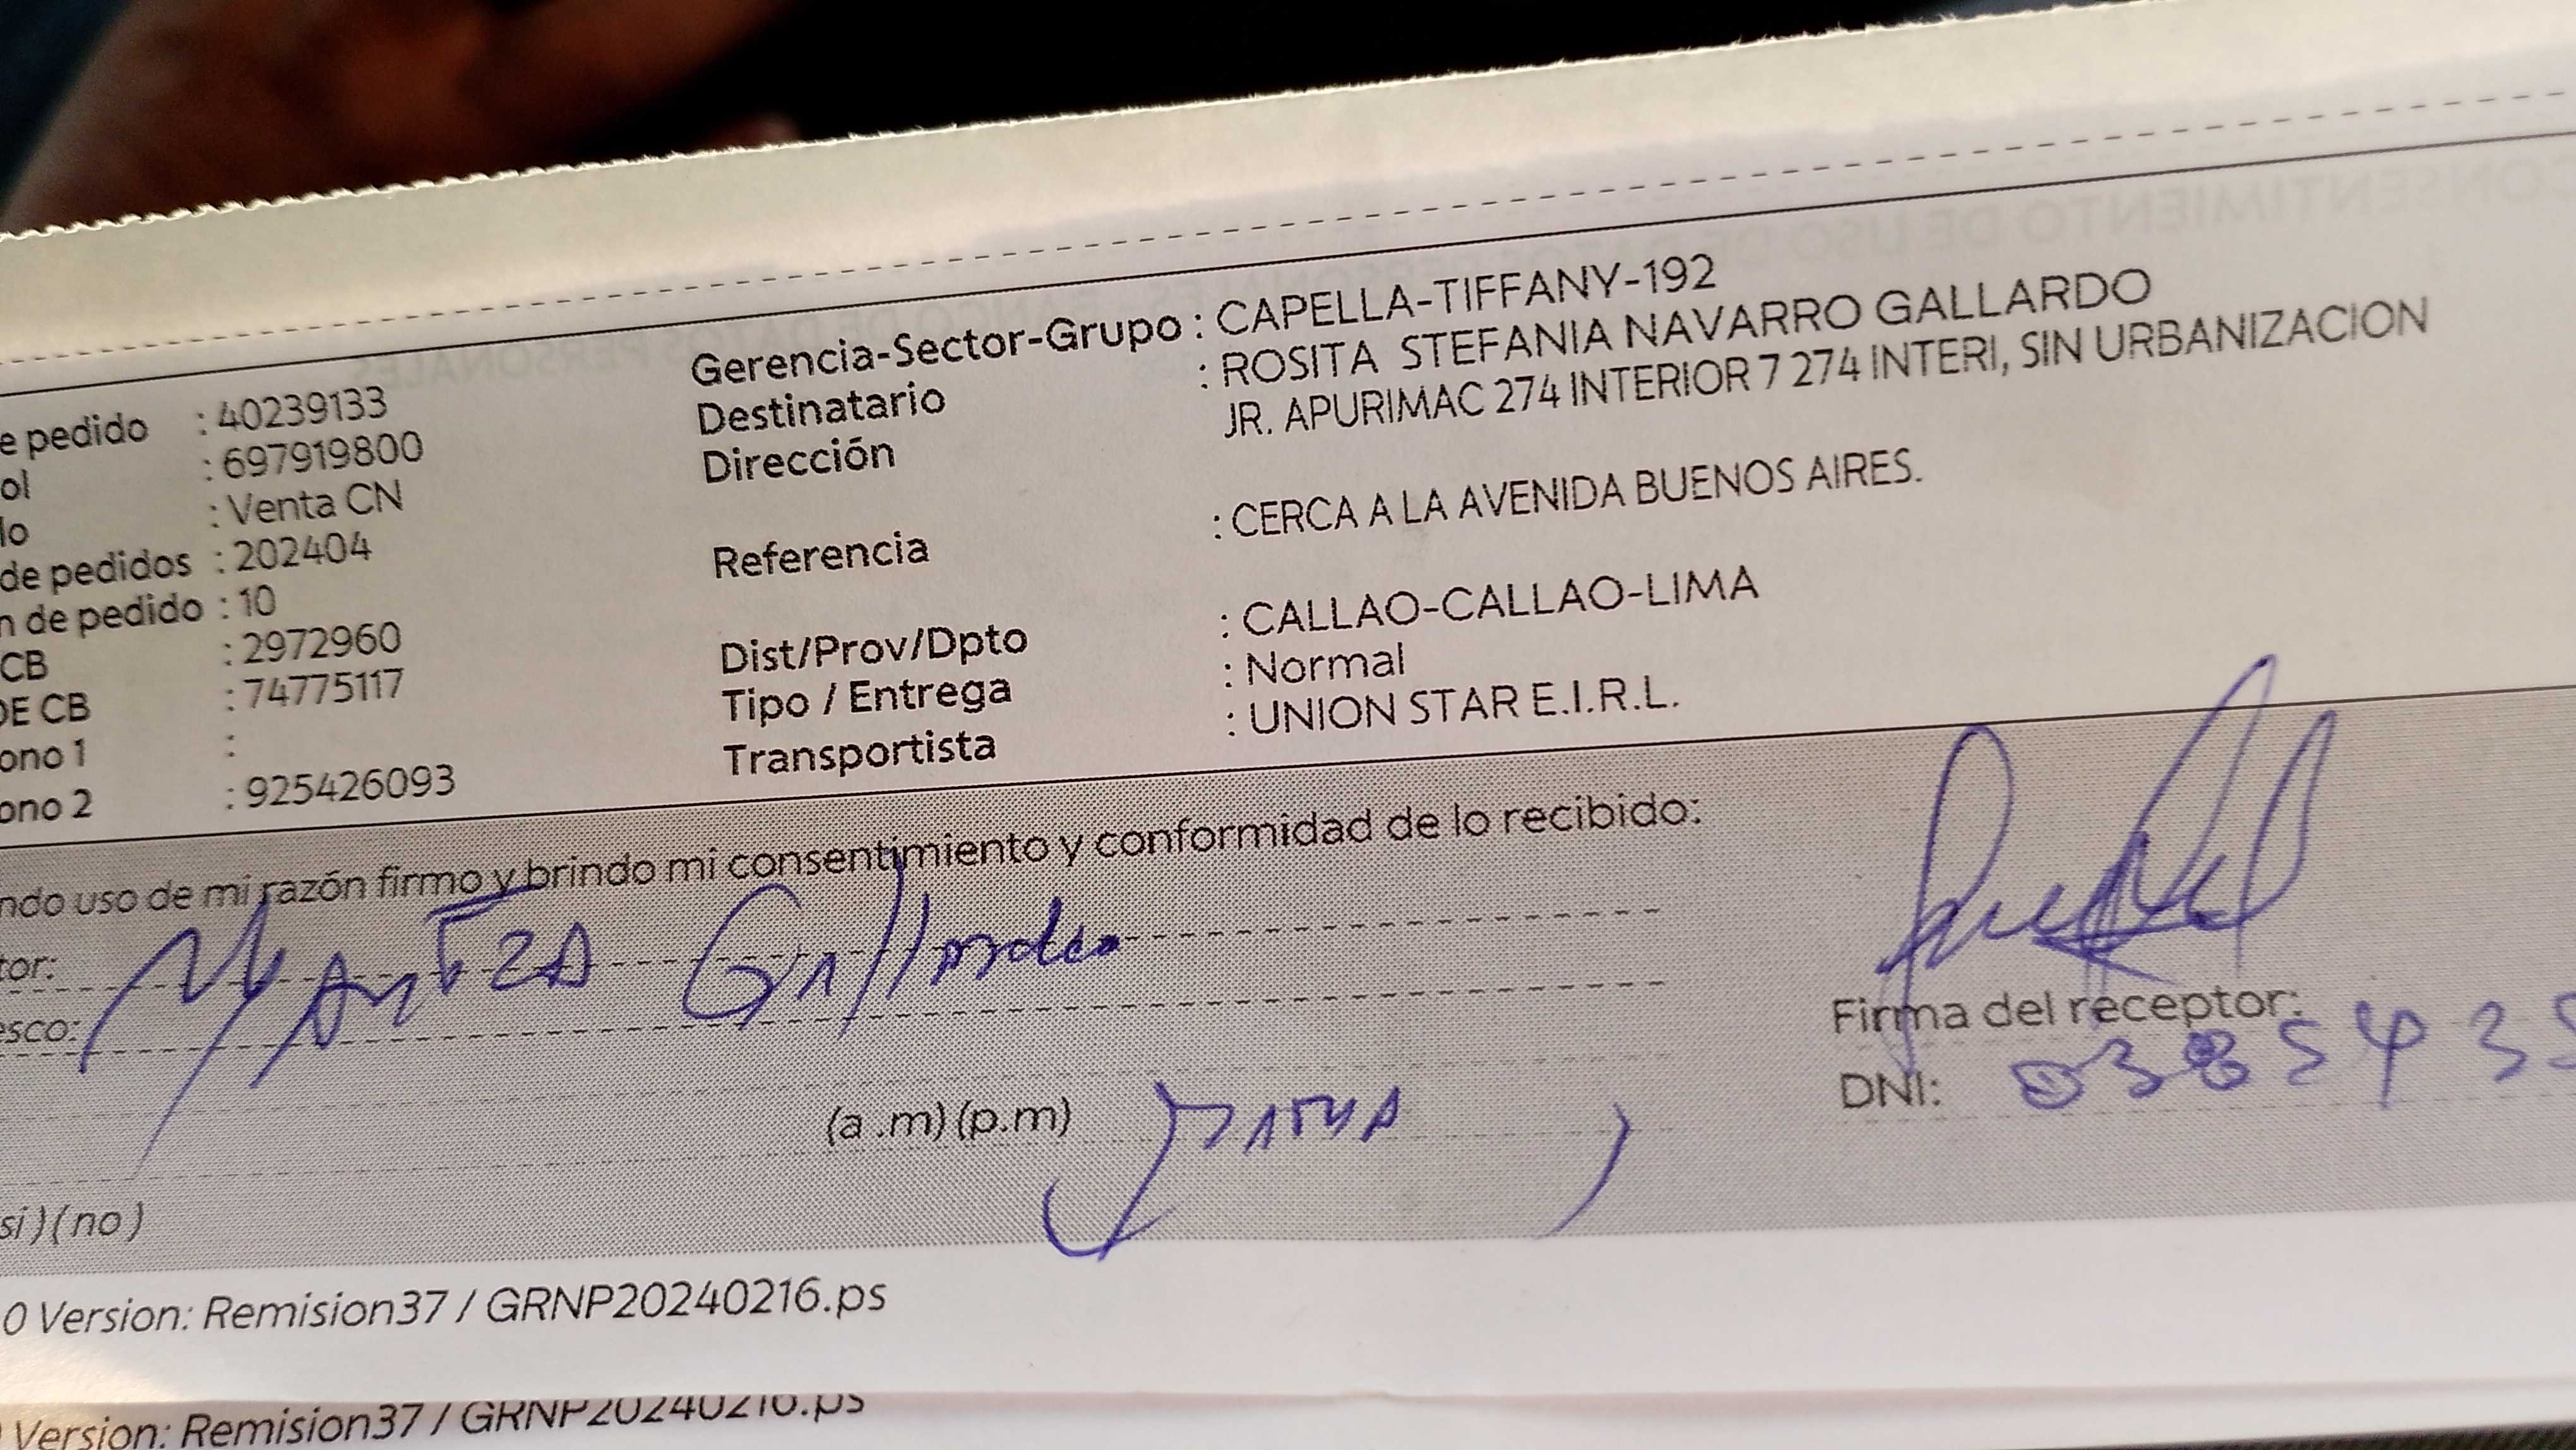 e pedido : 40239133
ol : 697919800
lo : Venta CN
de pedidos : 202404
n de pedido : 10
CB : 2972960
DE CB : 74775117
ono 1 :
ono 2 : 925426093
Gerencia-Sector-Grupo : CAPELLA-TIFFANY-192
Destinatario : ROSITA STEFANIA NAVARRO GALLARDO
Dirección JR. APURIMAC 274 INTERIOR 7 274 INTERI, SIN URBANIZACION
Referencia : CERCA A LA AVENIDA BUENOS AIRES.
Dist/Prov/Dpto : CALLAO-CALLAO-LIMA
Tipo / Entrega : Normal
Transportista : UNION STAR E.I.R.L.
ndo uso de mi razón firmo y brindo mi consentimiento y conformidad de lo recibido:
tor: Gallardo
esco:
(a .m) (p.m)
Firma del receptor:
DNI:
si ) ( no )
0 Version: Remision37 / GRNP20240216.ps
Version: Remision37 / GRNP20240216.ps